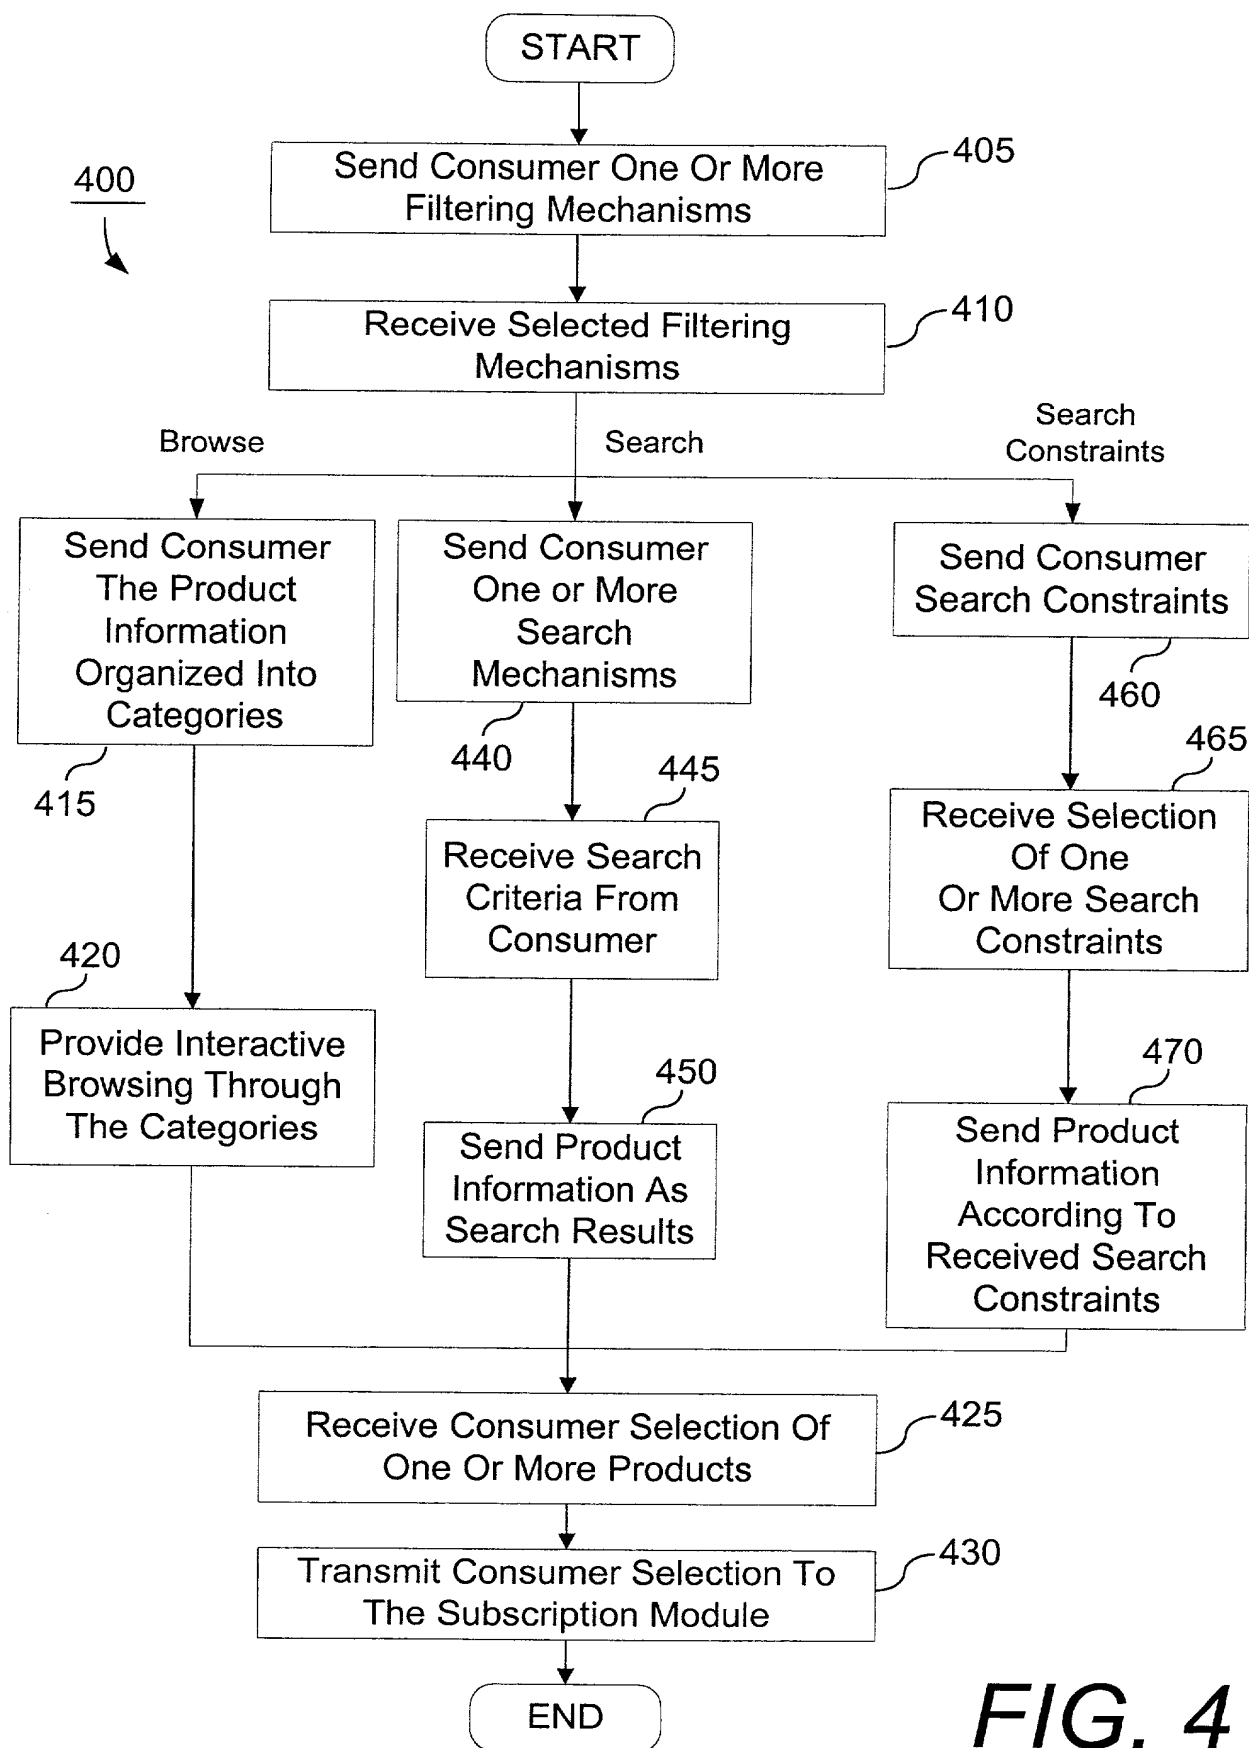 START
405
Send Consumer One Or More
Filtering Mechanisms
400
410
Receive Selected Filtering
Mechanisms
Browse
Search
Search
Constraints
Send Consumer
The Product
Information
Organized Into
Categories
415
Send Consumer
One or More
Search
Mechanisms
440
Send Consumer
Search Constraints
460
445
Receive Search
Criteria From
Consumer
465
Receive Selection
Of One
Or More Search
Constraints
420
Provide Interactive
Browsing Through
The Categories
450
Send Product
Information As
Search Results
470
Send Product
Information
According To
Received Search
Constraints
Receive Consumer Selection Of
One Or More Products
425
Transmit Consumer Selection To
The Subscription Module
430
END
FIG. 4